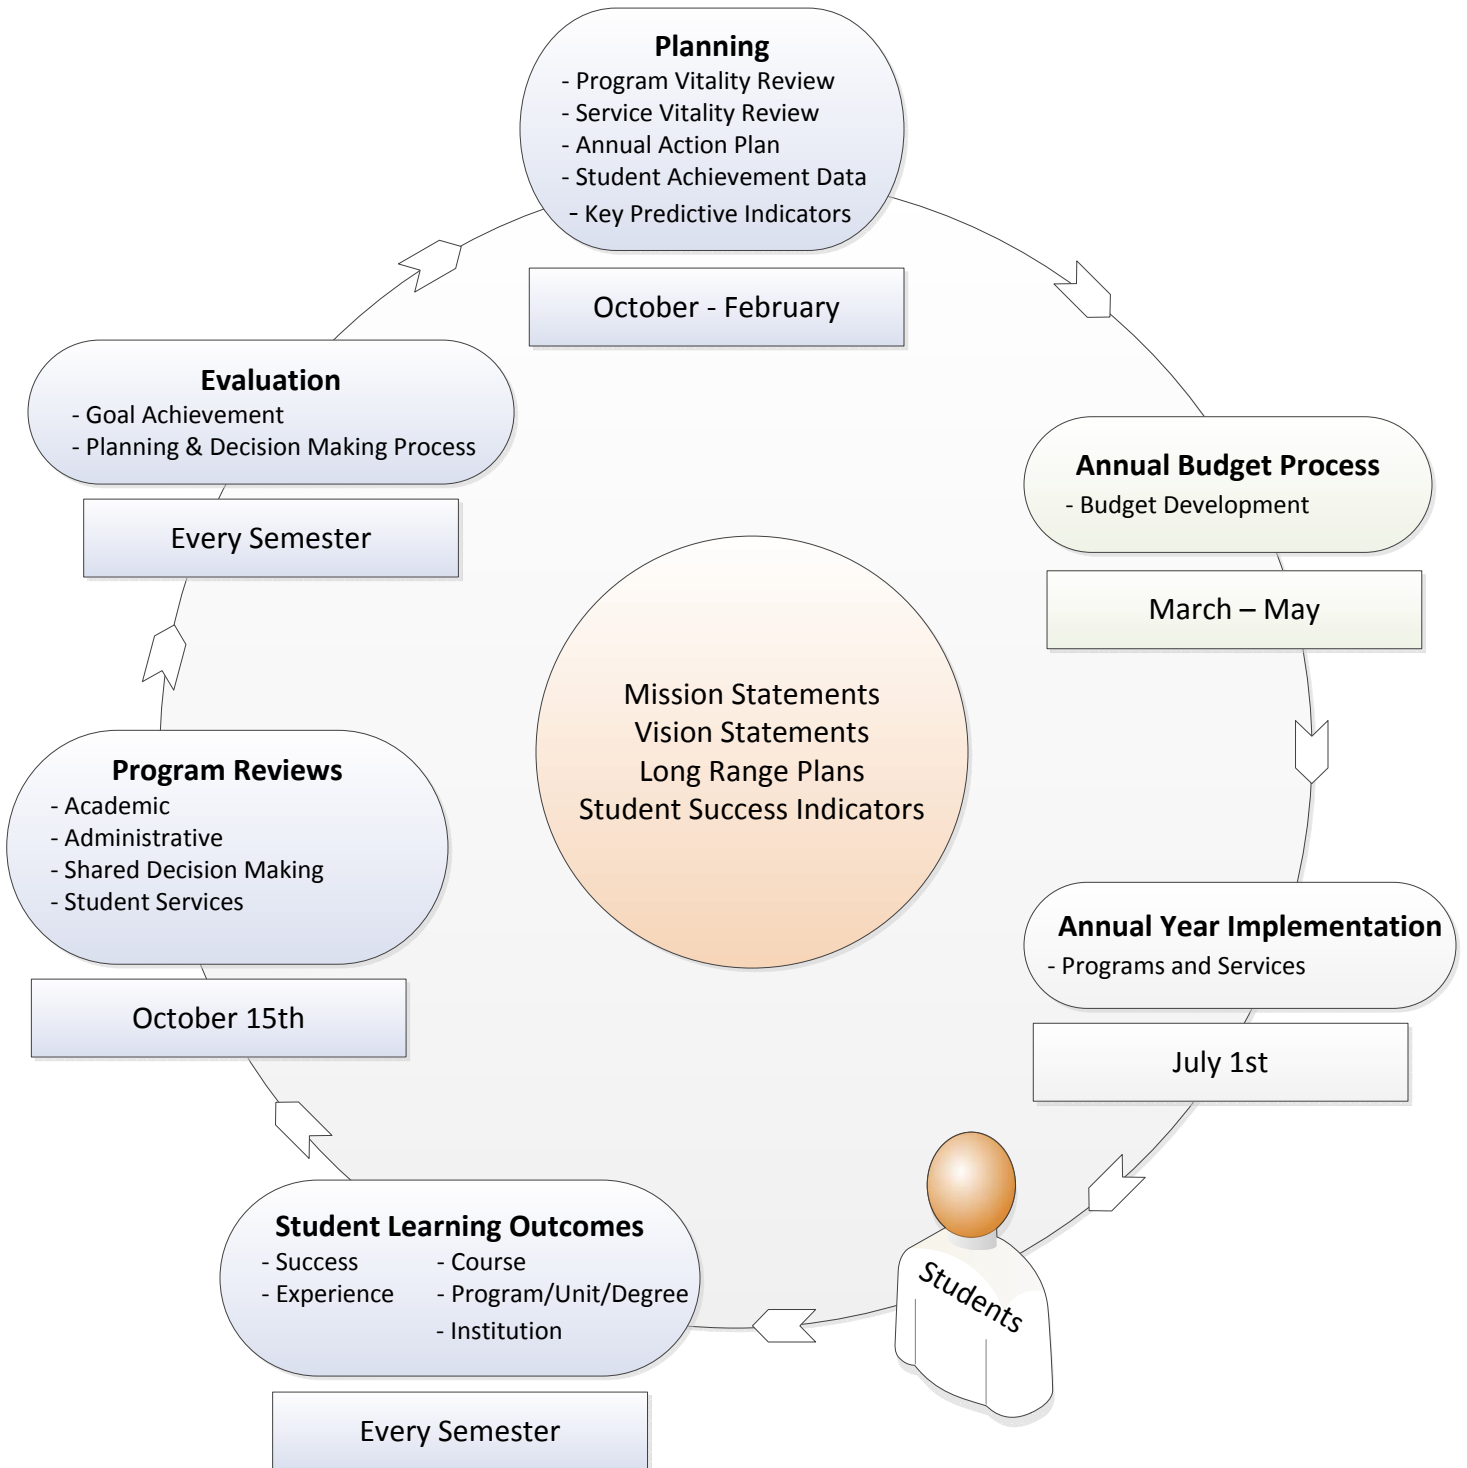 Planning
- Program Vitality Review
- Service Vitality Review
- Annual Action Plan
- Student Achievement Data
- Key Predictive Indicators
October - February
Annual Budget Process
- Budget Development
March – May
Annual Year Implementation
- Programs and Services
July 1st
Students
Student Learning Outcomes
- Success
- Experience
- Course
- Program/Unit/Degree
- Institution
Every Semester
Program Reviews
- Academic
- Administrative
- Shared Decision Making
- Student Services
October 15th
Evaluation
- Goal Achievement
- Planning & Decision Making Process
Every Semester
Mission Statements
Vision Statements
Long Range Plans
Student Success Indicators